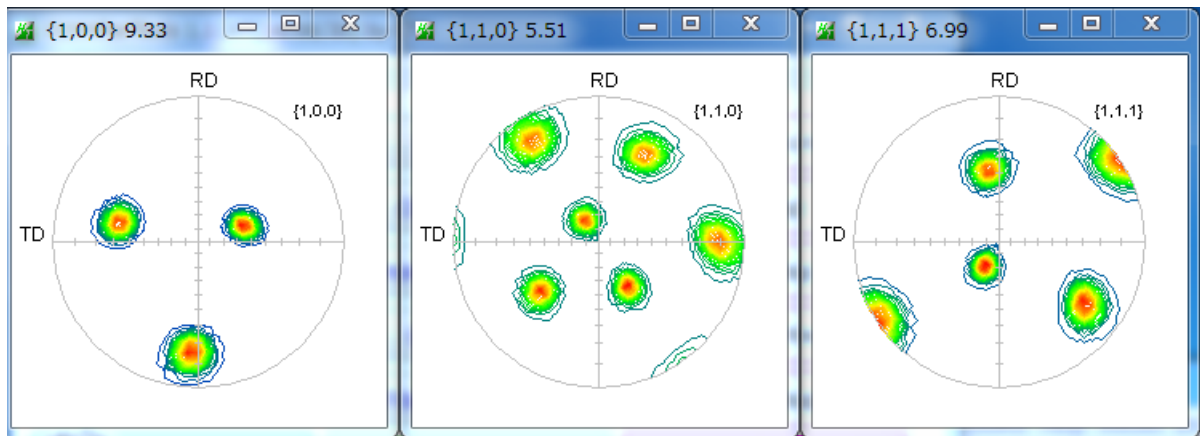 {1,0,0} 9.33
RD
{1,0,0}
TD
{1,1,0} 5.51
RD
{1,1,0}
TD
{1,1,1} 6.99
RD
{1,1,1}
TD